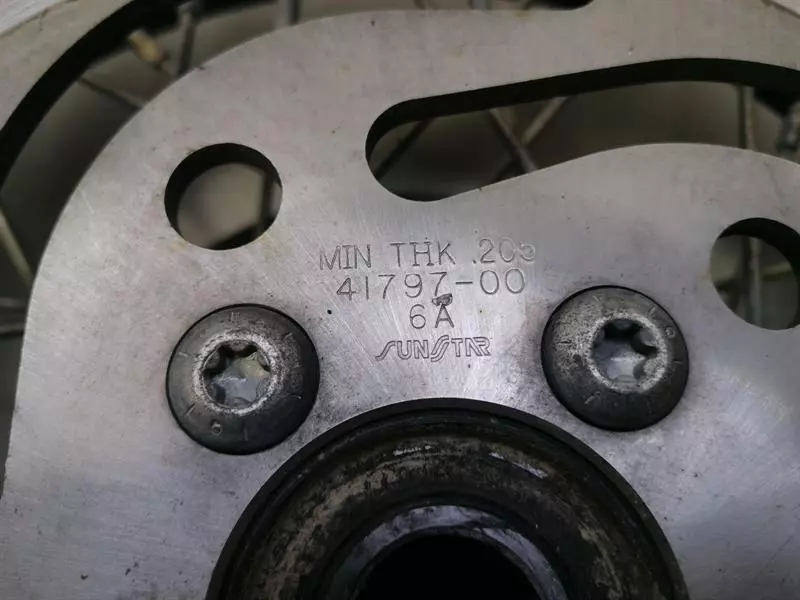 MIN THK .205
41797-00
6A
SUNSTAR